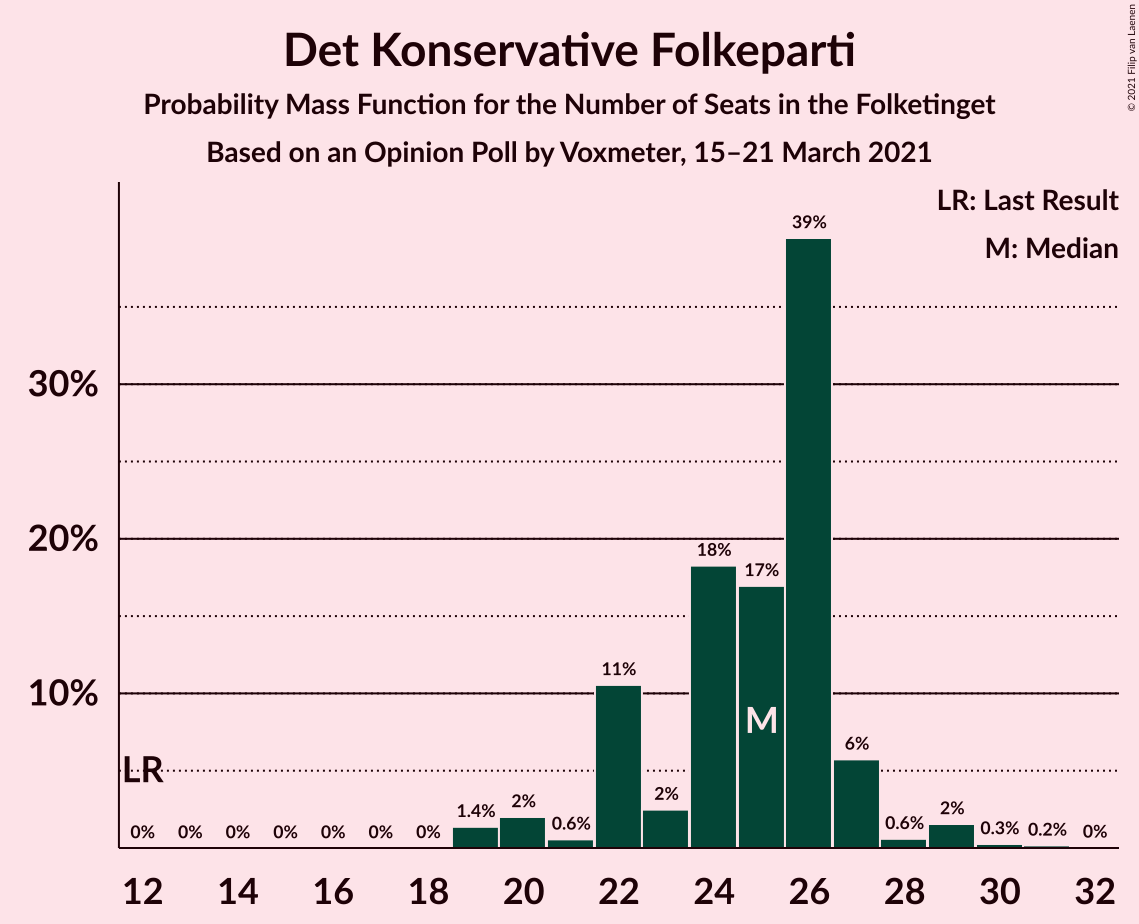 Det Konservative Folkeparti
Probability Mass Function for the Number of Seats in the Folketinget
Based on an Opinion Poll by Voxmeter, 15–21 March 2021
© 2021 Filip van Laenen
LR: Last Result
M: Median
39%
30%
20%
18%
17%
11%
10%
M
6%
LR
2%
2%
2%
1.4%
0.6%
0.6%
0.3%
0.2%
0% 0% 0% 0% 0% 0% 0% 0%
12 14 16 18 20 22 24 26 28 30 32